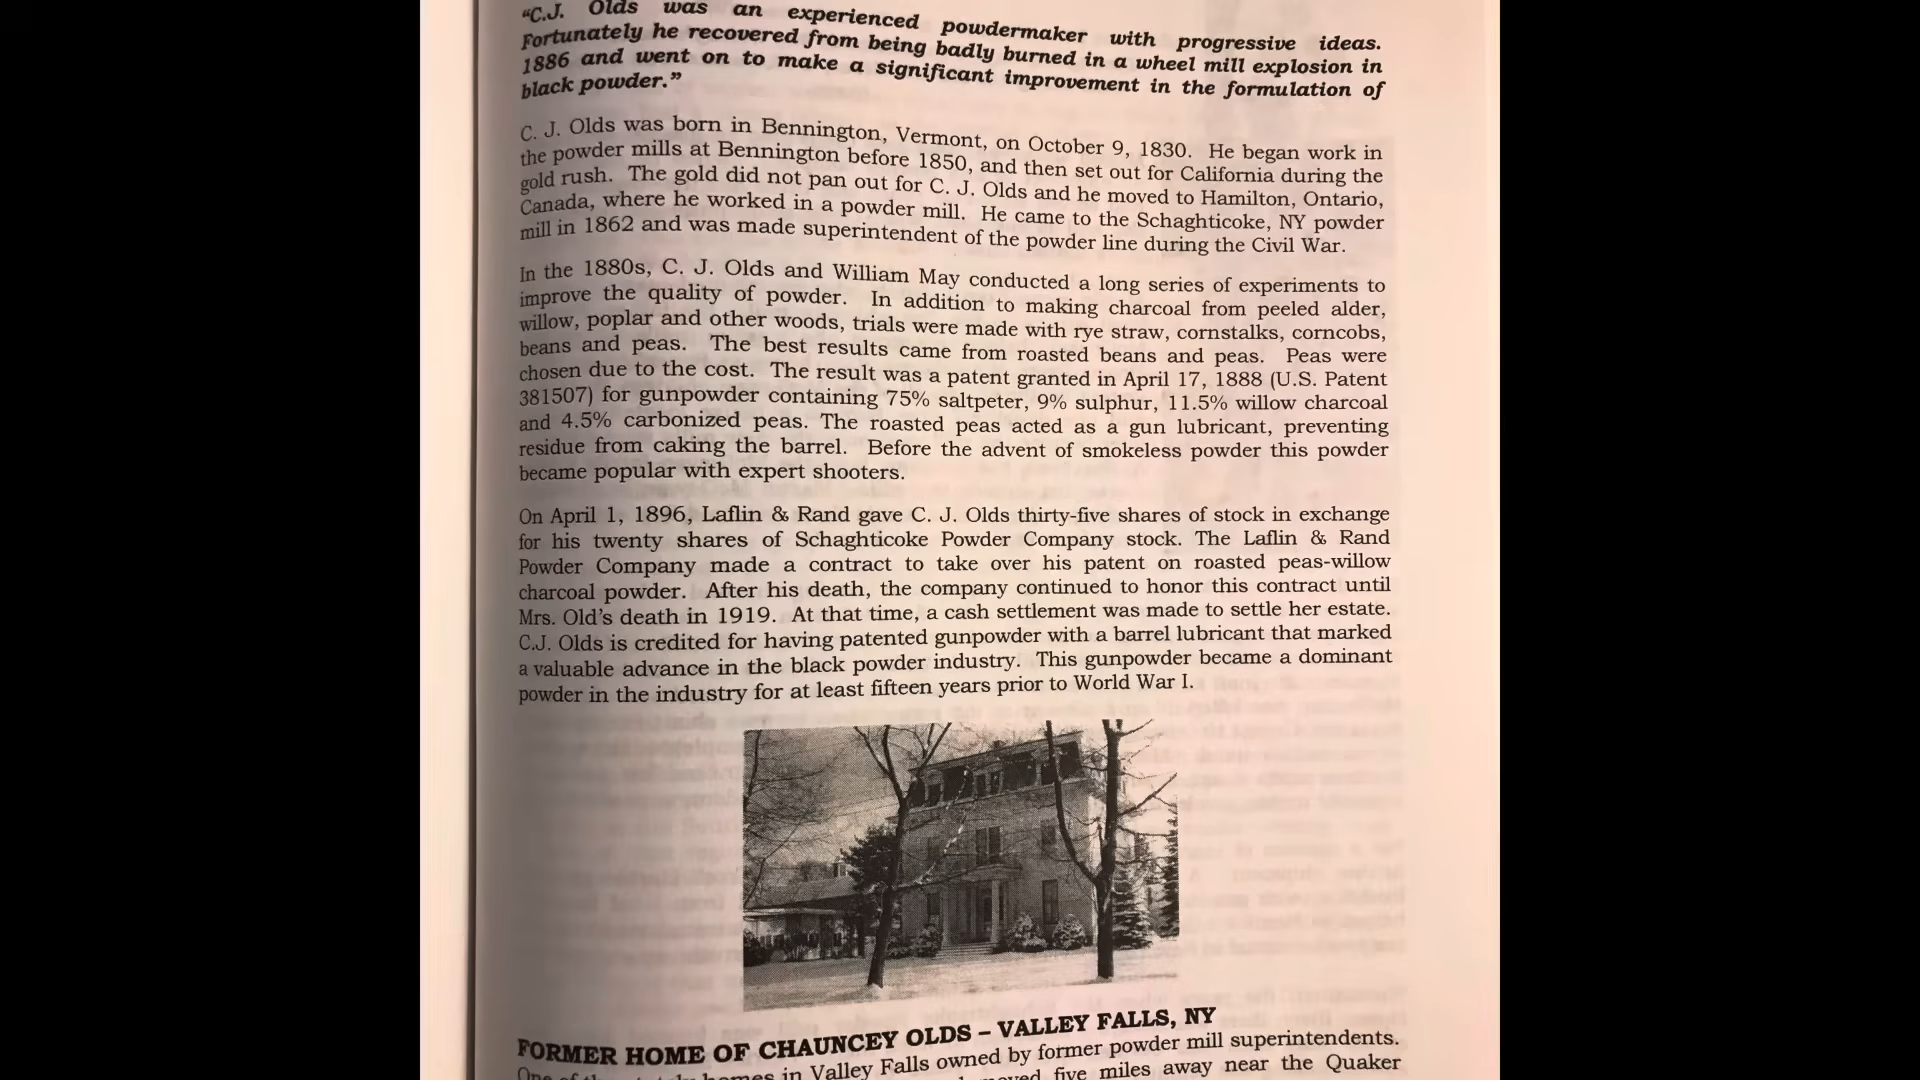 “C.J. Olds was an experienced powdermaker with progressive ideas.
Fortunately he recovered from being badly burned in a wheel mill explosion in
1886 and went on to make a significant improvement in the formulation of
black powder.”
C. J. Olds was born in Bennington, Vermont, on October 9, 1830. He began work in
the powder mills at Bennington before 1850, and then set out for California during the
gold rush. The gold did not pan out for C. J. Olds and he moved to Hamilton, Ontario,
Canada, where he worked in a powder mill. He came to the Schaghticoke, NY powder
mill in 1862 and was made superintendent of the powder line during the Civil War.
In the 1880s, C. J. Olds and William May conducted a long series of experiments to
improve the quality of powder. In addition to making charcoal from peeled alder,
willow, poplar and other woods, trials were made with rye straw, cornstalks, corncobs,
beans and peas. The best results came from roasted beans and peas. Peas were
chosen due to the cost. The result was a patent granted in April 17, 1888 (U.S. Patent
381507) for gunpowder containing 75% saltpeter, 9% sulphur, 11.5% willow charcoal
and 4.5% carbonized peas. The roasted peas acted as a gun lubricant, preventing
residue from caking the barrel. Before the advent of smokeless powder this powder
became popular with expert shooters.
On April 1, 1896, Laflin & Rand gave C. J. Olds thirty-five shares of stock in exchange
for his twenty shares of Schaghticoke Powder Company stock. The Laflin & Rand
Powder Company made a contract to take over his patent on roasted peas-willow
charcoal powder. After his death, the company continued to honor this contract until
Mrs. Old’s death in 1919. At that time, a cash settlement was made to settle her estate.
C.J. Olds is credited for having patented gunpowder with a barrel lubricant that marked
a valuable advance in the black powder industry. This gunpowder became a dominant
powder in the industry for at least fifteen years prior to World War I.
FORMER HOME OF CHAUNCEY OLDS – VALLEY FALLS, NY
One of homes in Valley Falls owned by former powder mill superintendents.
five miles away near the Quaker